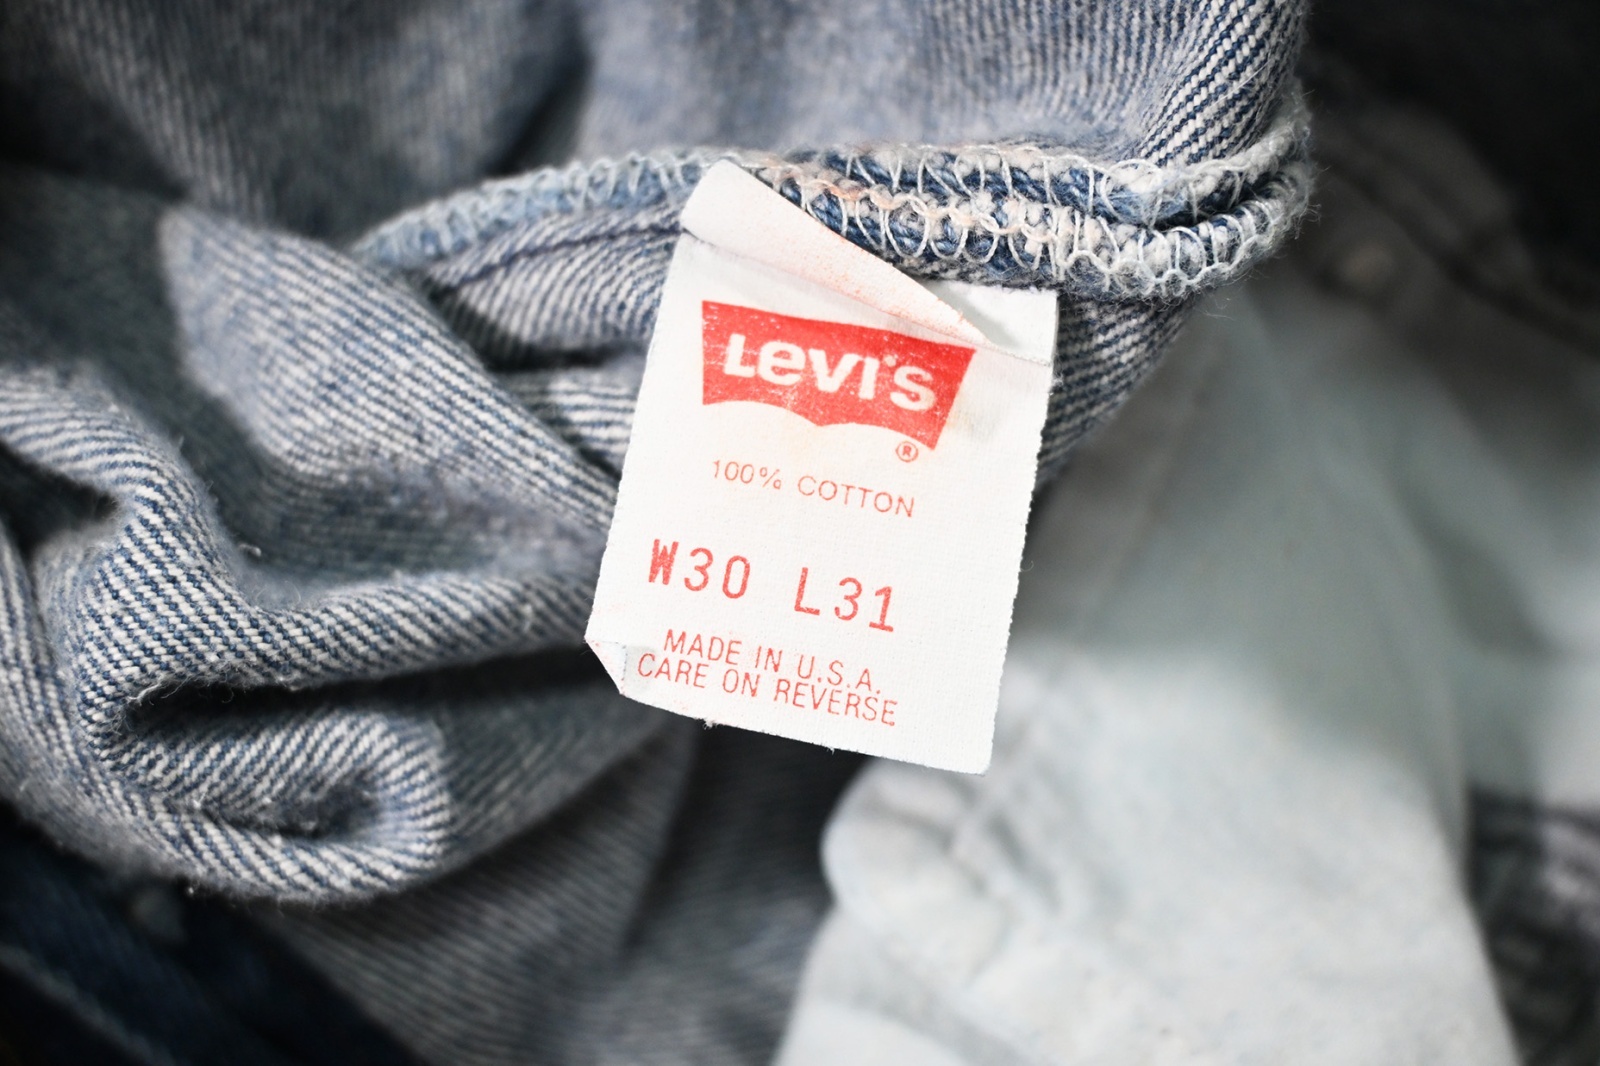 Levi's
®
100% COTTON
W30 L31
MADE IN U.S.A.
CARE ON REVERSE